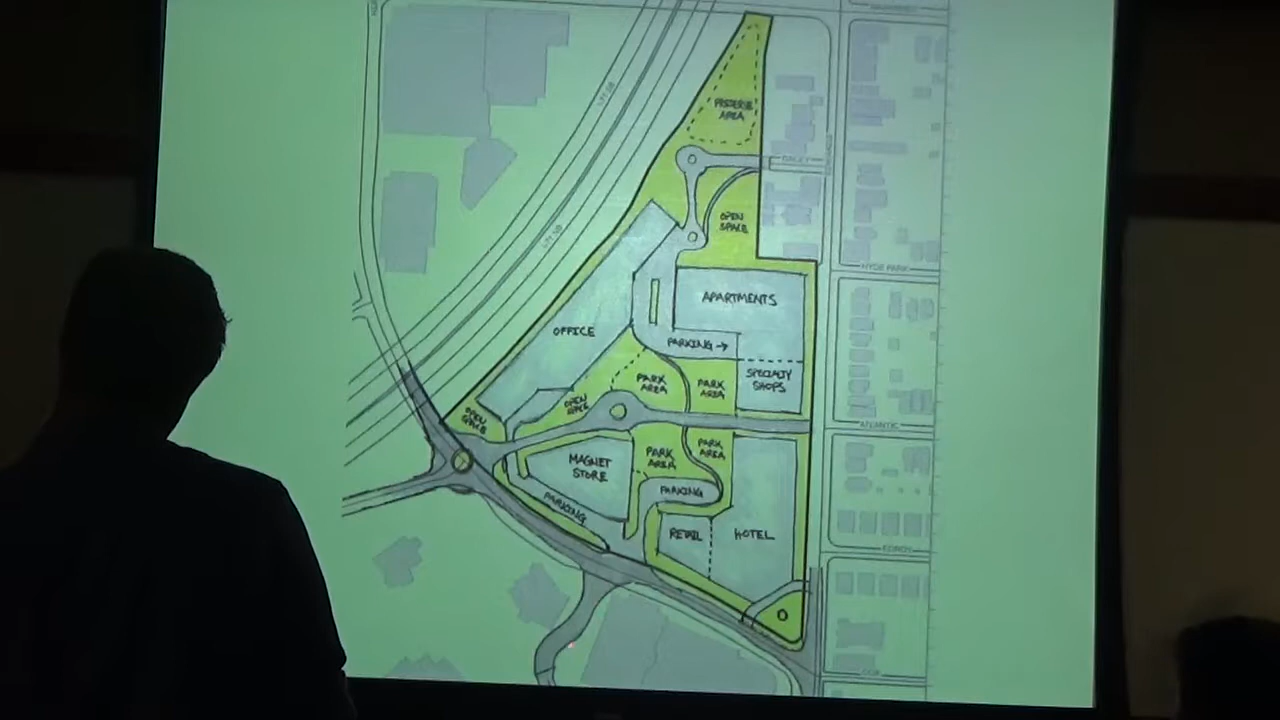 PRESERVE
AREA
OPEN
SPACE
HYDE PARK
APARTMENTS
OFFICE
PARKING →
SPECIALTY
SHOPS
PARK
AREA
PARK
AREA
OPEN
SPACE
OPEN
SPACE
ATLANTIC
PARK
AREA
PARK
AREA
MAGNET
STORE
PARKING
PARKING
RETAIL
HOTEL